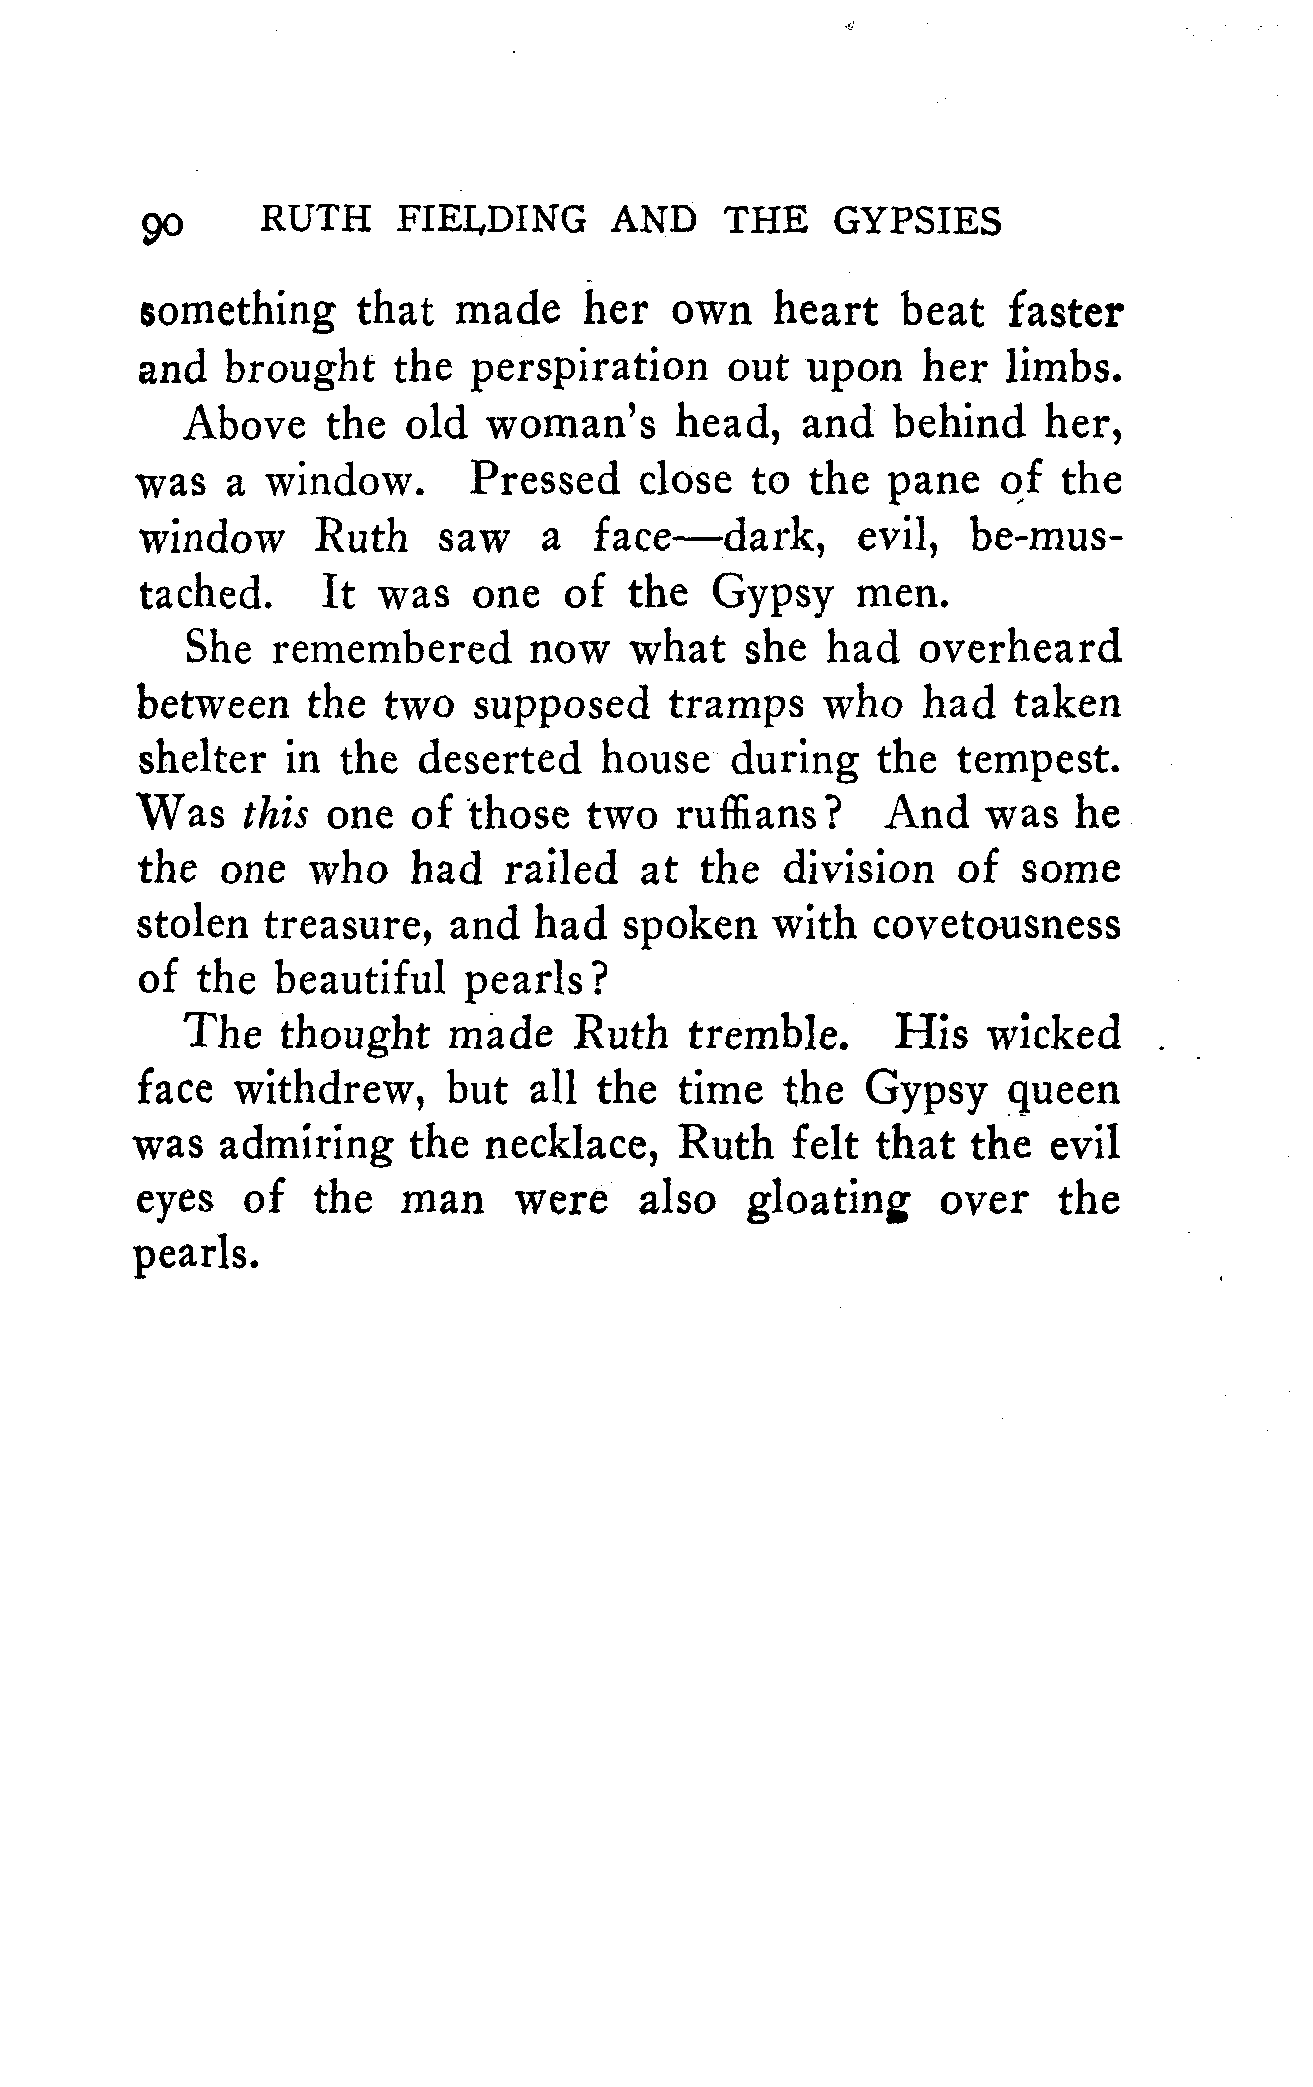 90 RUTH FIELDING AND THE GYPSIES
something that made her own heart beat faster
and brought the perspiration out upon her limbs.
Above the old woman's head, and behind her,
was a window. Pressed close to the pane of the
window Ruth saw a face—dark, evil, be-mus-
tached. It was one of the Gypsy men.
She remembered now what she had overheard
between the two supposed tramps who had taken
shelter in the deserted house during the tempest.
Was this one of those two ruffians? And was he
the one who had railed at the division of some
stolen treasure, and had spoken with covetousness
of the beautiful pearls?
The thought made Ruth tremble. His wicked
face withdrew, but all the time the Gypsy queen
was admiring the necklace, Ruth felt that the evil
eyes of the man were also gloating over the
pearls.